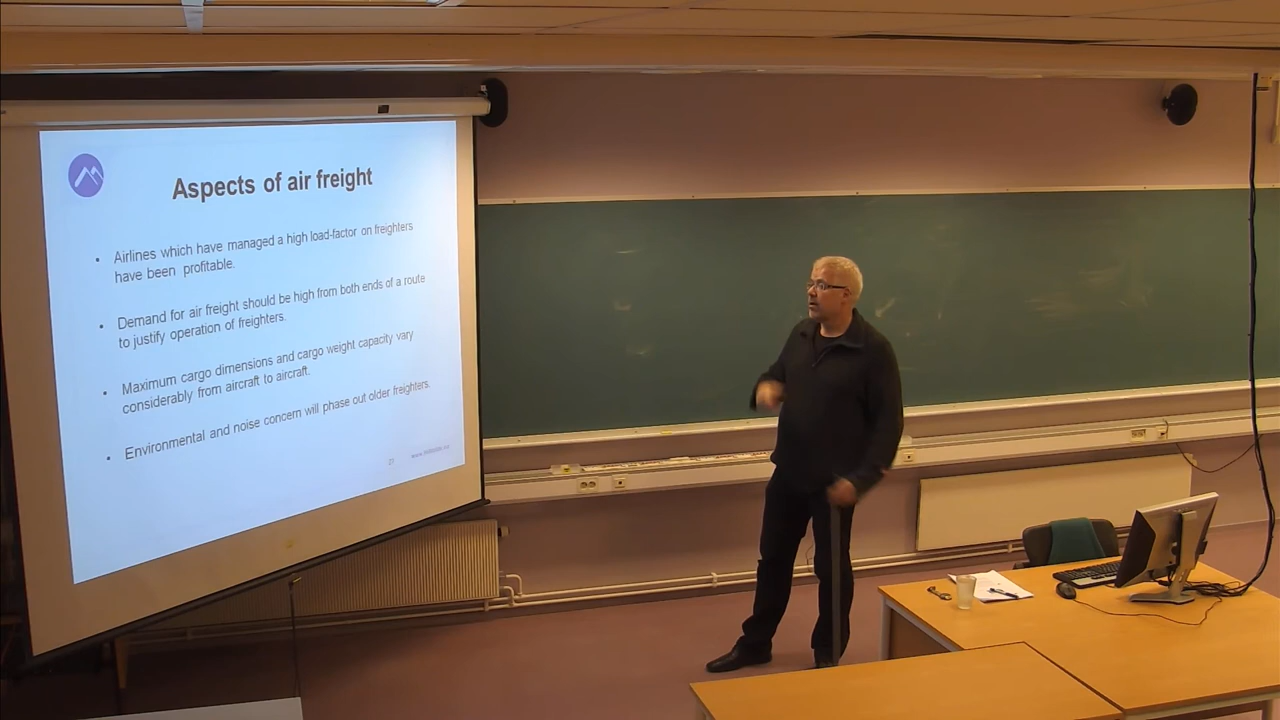 Aspects of air freight
• Airlines which have managed a high load-factor on freighters
have been profitable.
• Demand for air freight should be high from both ends of a route
to justify operation of freighters.
• Maximum cargo dimensions and cargo weight capacity vary
considerably from aircraft to aircraft.
• Environmental and noise concern will phase out older freighters.